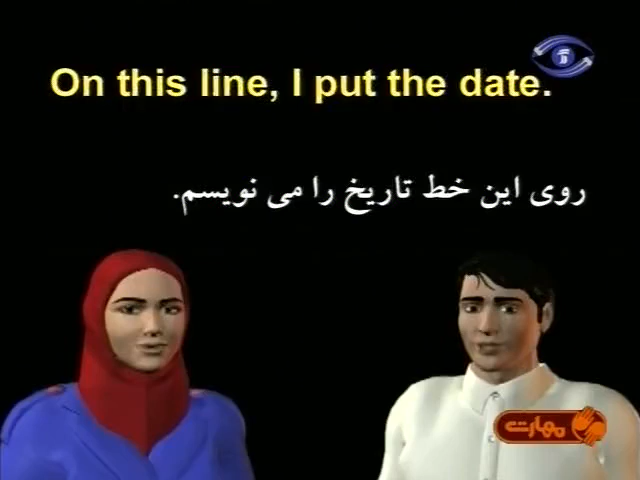 On this line, I put the date.
روی این خط تاریخ را می نویسم.
مهارت